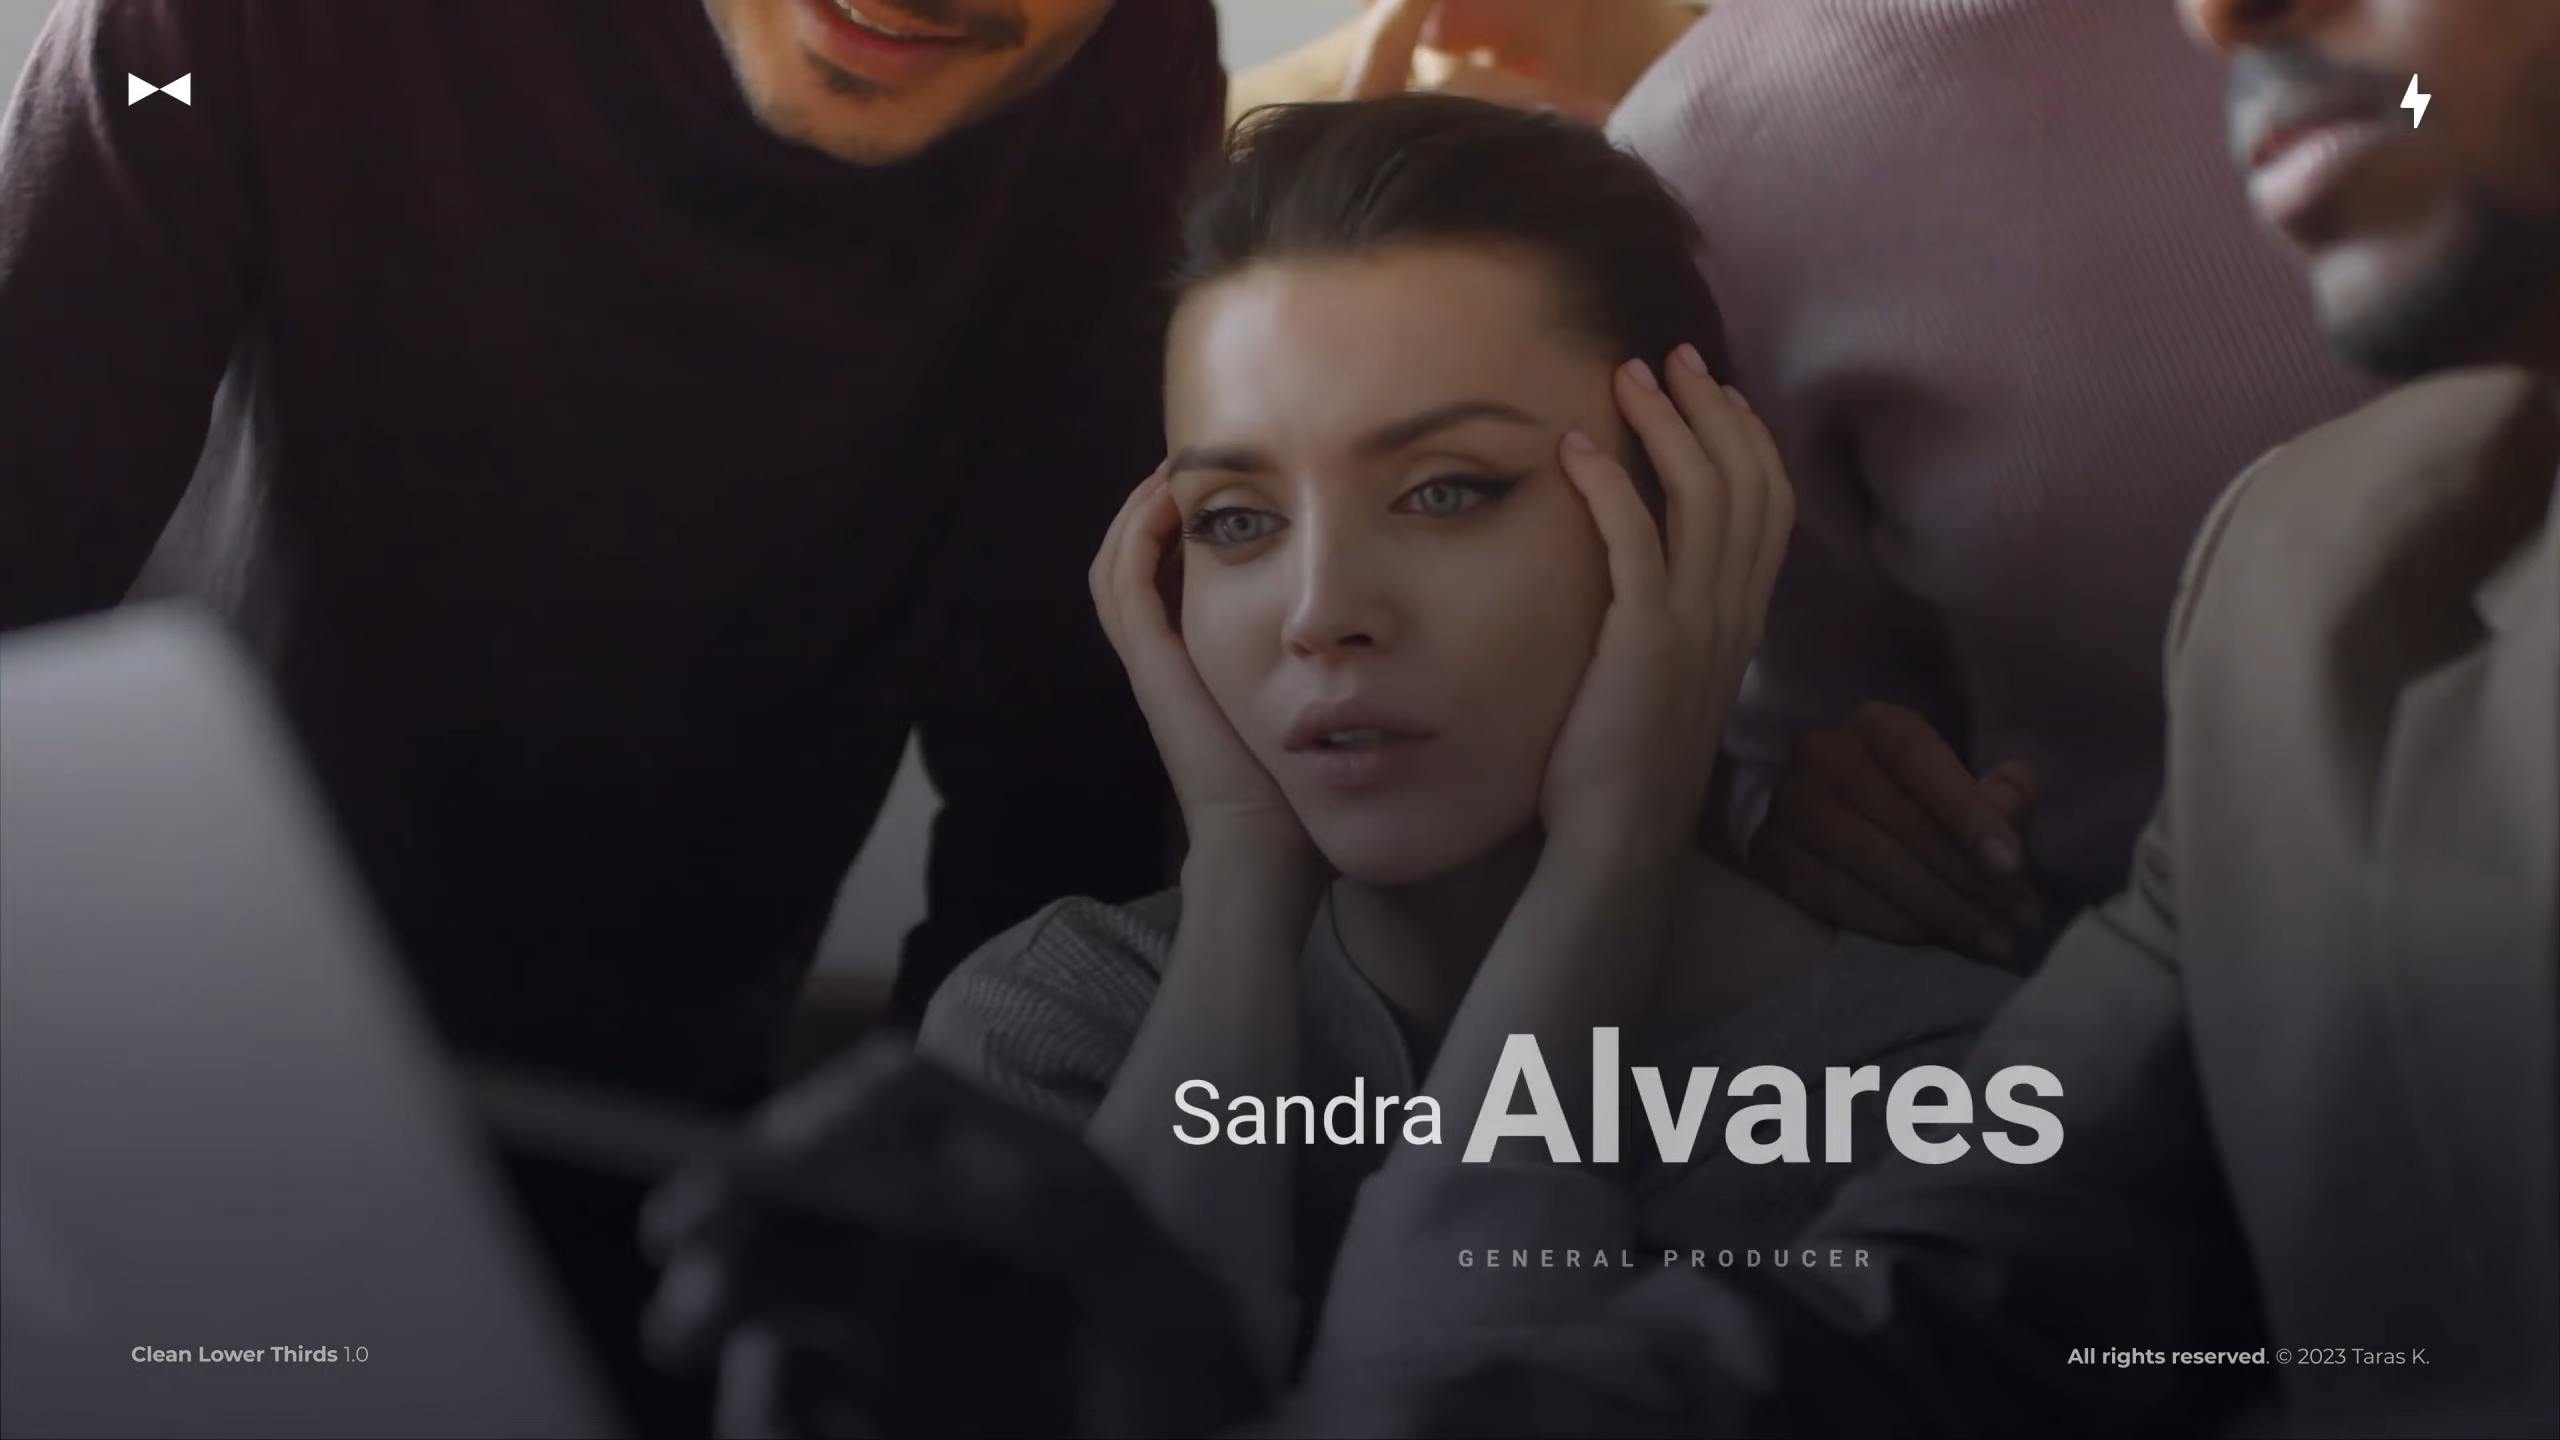 Sandra Alvares
GENERAL PRODUCER
Clean Lower Thirds 1.0
All rights reserved. © 2023 Taras K.